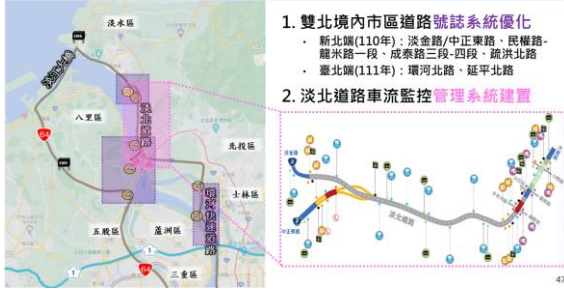 淡水區
淡江大橋
八里區
64
淡北道路
北投區
士林區
環河快速道路
五股區
蘆洲區
三重區
1
1
64
1. 雙北境內市區道路號誌系統優化
• 新北端(110年)：淡金路/中正東路、民權路-
龍米路一段、成泰路三段-四段、疏洪北路
• 臺北端(111年)：環河北路、延平北路
2. 淡北道路車流監控管理系統建置
中正東路
淡北道路
47